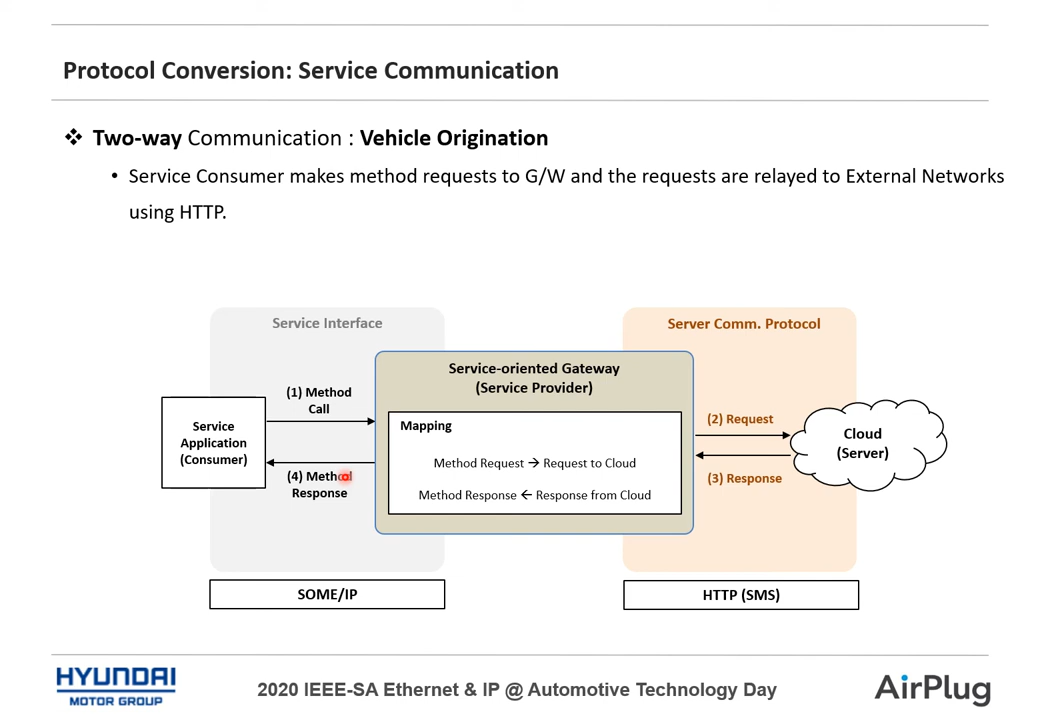 Protocol Conversion: Service Communication
❖ Two-way Communication : Vehicle Origination
• Service Consumer makes method requests to G/W and the requests are relayed to External Networks
using HTTP.
Service Interface
Server Comm. Protocol
Service-oriented Gateway
(Service Provider)
(1) Method
Call
Mapping
(2) Request
Service
Application
(Consumer)
Cloud
(Server)
Method Request → Request to Cloud
(4) Method
Response
(3) Response
Method Response ← Response from Cloud
SOME/IP
HTTP (SMS)
HYUNDAI
MOTOR GROUP
2020 IEEE-SA Ethernet & IP @ Automotive Technology Day
AirPlug